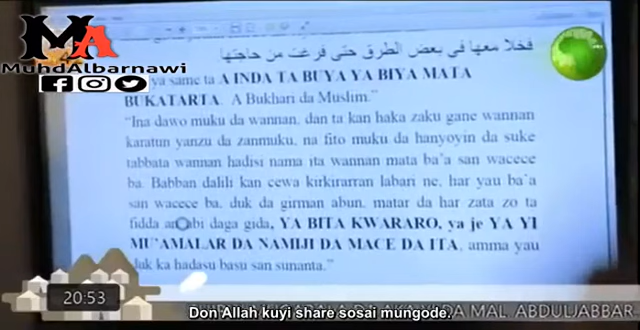 MA
MuhdAlbarnawi
فخلا معها في بعض الطرق حتى فرغت من حاجتها
ya same ta A INDA TA BUYA YA BIYA MATA
BUKATARTA. A Bukhari da Muslim."
"Ina dawo muku da wannan, dan ta kan haka zaku gane wannan
karatun yanzu da zanmuku, na fito muku da hanyoyin da suke
tabbata wannan hadisi nama ita wannan mata ba'a san wacece
ba. Babban dalili kan cewa kirkirarran labari ne, har yau ba'a
san wacece ba, duk da girman abun, matar da har zata zo ta
fidda annabi daga gida, YA BITA KWARARO, ya je YA YI
MU'AMALAR DA NAMIJI DA MACE DA ITA, amma yau
duk ka hadasu basu san sunanta."
20:53
MAL ABDULJABBAR
Don Allah kuyi share sosai mungode..